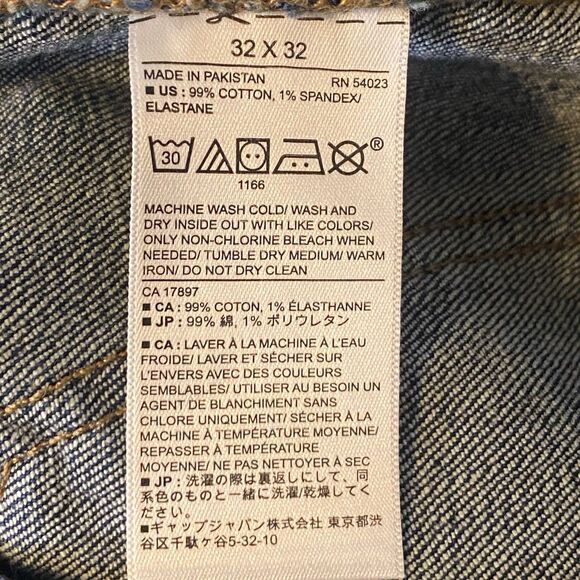 32 X 32
MADE IN PAKISTAN RN 54023
■ US : 99% COTTON, 1% SPANDEX/
ELASTANE
30
®
1166
MACHINE WASH COLD/ WASH AND
DRY INSIDE OUT WITH LIKE COLORS/
ONLY NON-CHLORINE BLEACH WHEN
NEEDED/ TUMBLE DRY MEDIUM/ WARM
IRON/ DO NOT DRY CLEAN
CA 17897
■ CA : 99% COTON, 1% ÉLASTHANNE
■ JP : 99% 綿, 1% ポリウレタン
■ CA : LAVER À LA MACHINE À L'EAU
FROIDE/ LAVER ET SÉCHER SUR
L'ENVERS AVEC DES COULEURS
SEMBLABLES/ UTILISER AU BESOIN UN
AGENT DE BLANCHIMENT SANS
CHLORE UNIQUEMENT/ SÉCHER À LA
MACHINE À TEMPÉRATURE MOYENNE/
REPASSER À TEMPÉRATURE
MOYENNE/ NE PAS NETTOYER À SEC
■ JP : 洗濯の際は裏返しにして、同
系色のものと一緒に洗濯/乾燥してく
ださい。
■ギャップジャパン株式会社 東京都渋
谷区千駄ヶ谷5-32-10